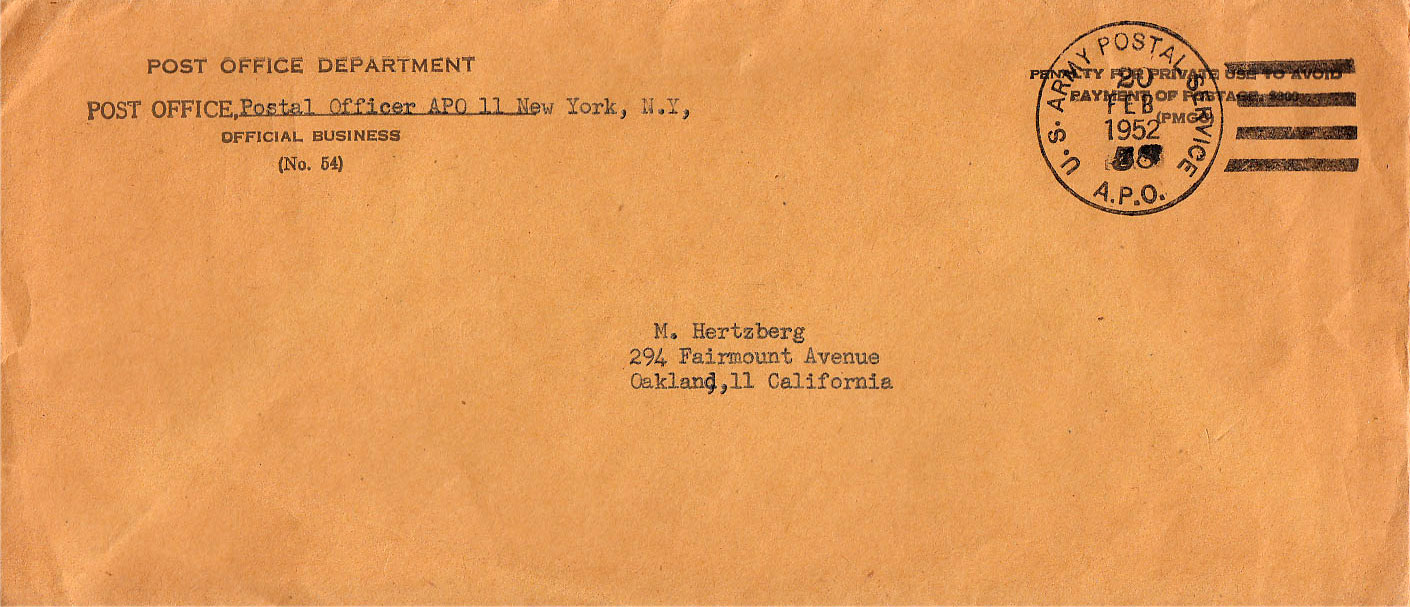 POST OFFICE DEPARTMENT
POST OFFICE, Postal Officer APO 11 New York, N.Y,
OFFICIAL BUSINESS
(No. 54)
PENALTY FOR PRIVATE USE TO AVOID
PAYMENT OF POSTAGE, $300
(PMGC)
U.S. ARMY POSTAL SERVICE
20
FEB
1952
A.P.O.
M. Hertzberg
294 Fairmount Avenue
Oakland,11 California